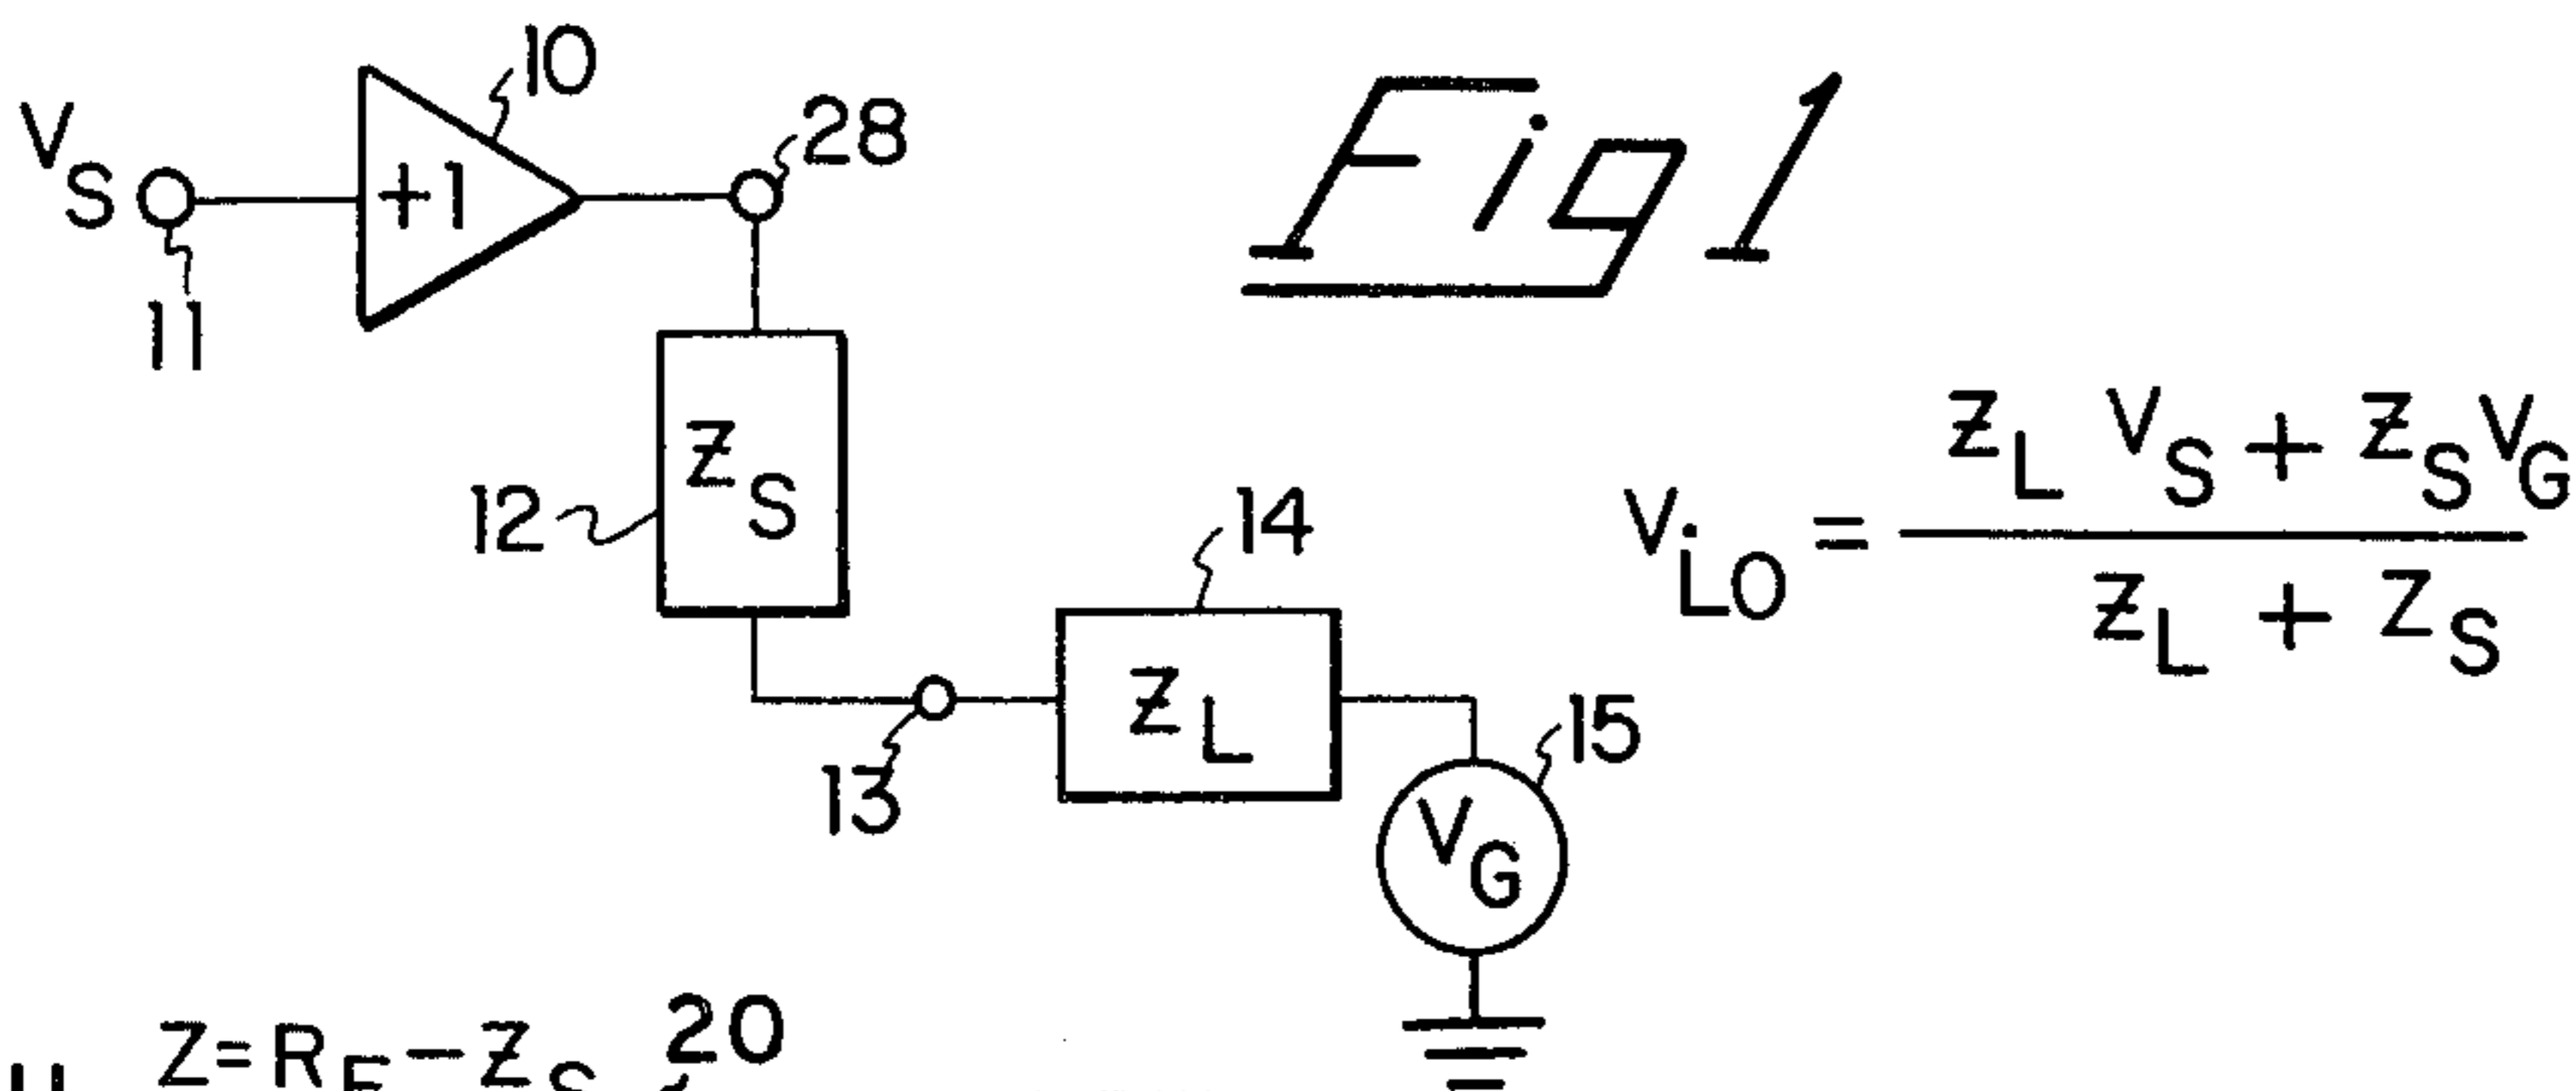 10
V_S
+1
28
11
Fig 1
Z_S
12
14
V_iLO = (Z_L V_S + Z_S V_G) / (Z_L + Z_S)
Z_L
13
15
V_G
Z=R_F-Z_S
20